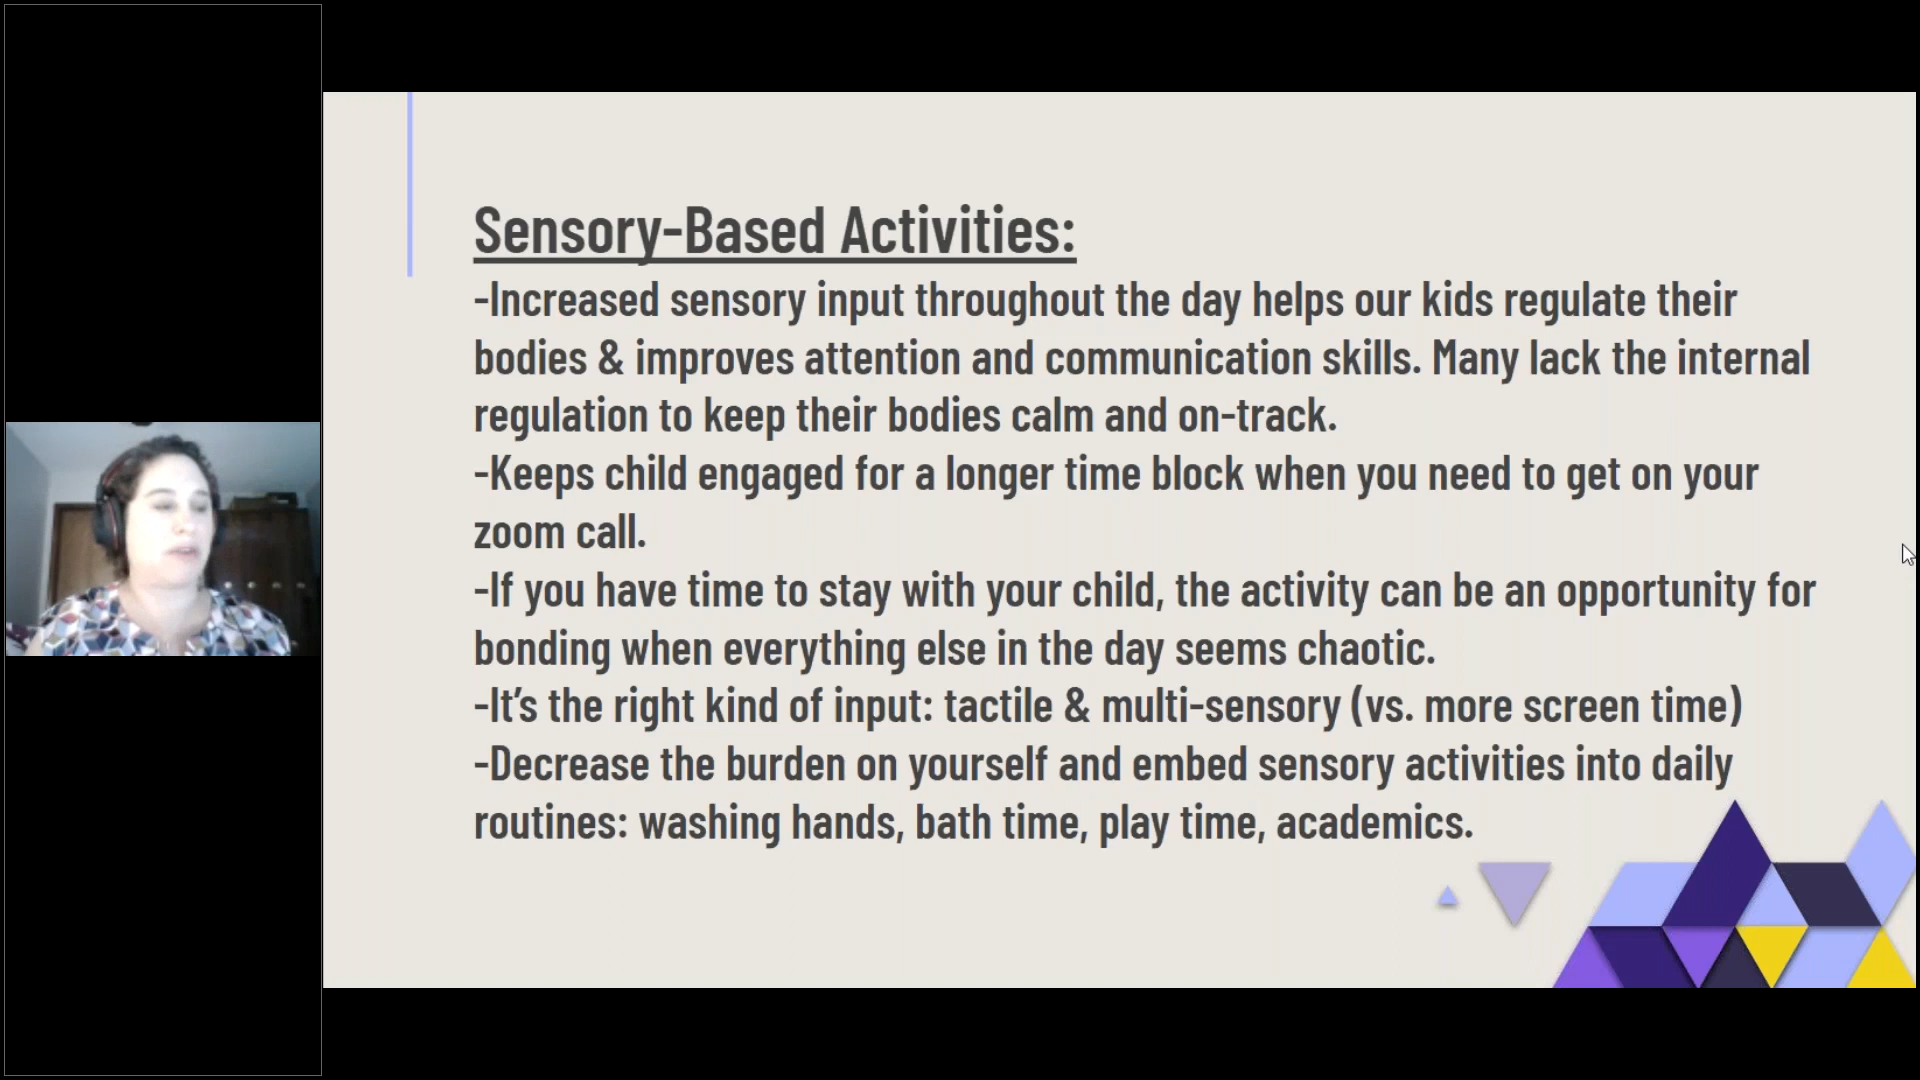 Sensory-Based Activities:
-Increased sensory input throughout the day helps our kids regulate their
bodies & improves attention and communication skills. Many lack the internal
regulation to keep their bodies calm and on-track.
-Keeps child engaged for a longer time block when you need to get on your
zoom call.
-If you have time to stay with your child, the activity can be an opportunity for
bonding when everything else in the day seems chaotic.
-It’s the right kind of input: tactile & multi-sensory (vs. more screen time)
-Decrease the burden on yourself and embed sensory activities into daily
routines: washing hands, bath time, play time, academics.